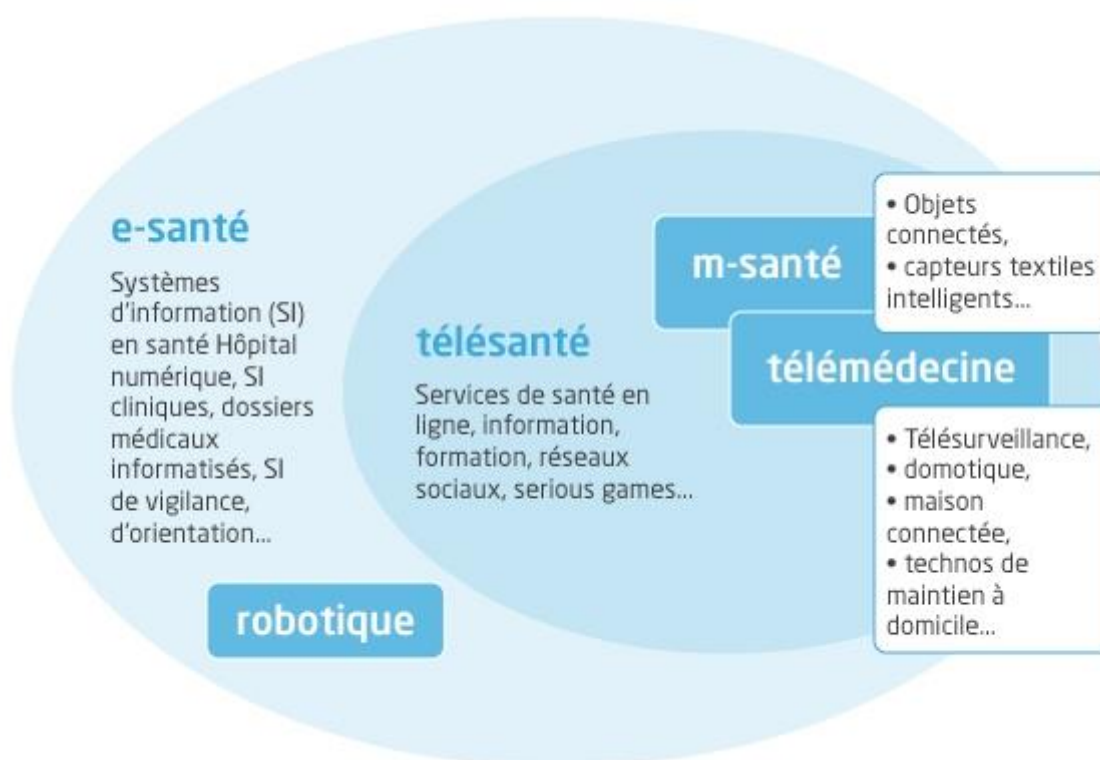 e-santé
Systèmes
d'information (SI)
en santé Hôpital
numérique, SI
cliniques, dossiers
médicaux
informatisés, SI
de vigilance,
d'orientation...
robotique
télésanté
Services de santé en
ligne, information,
formation, réseaux
sociaux, serious games...
m-santé
• Objets
connectés,
• capteurs textiles
intelligents...
télémédecine
• Télésurveillance,
• domotique,
• maison
connectée,
• technos de
maintien à
domicile...